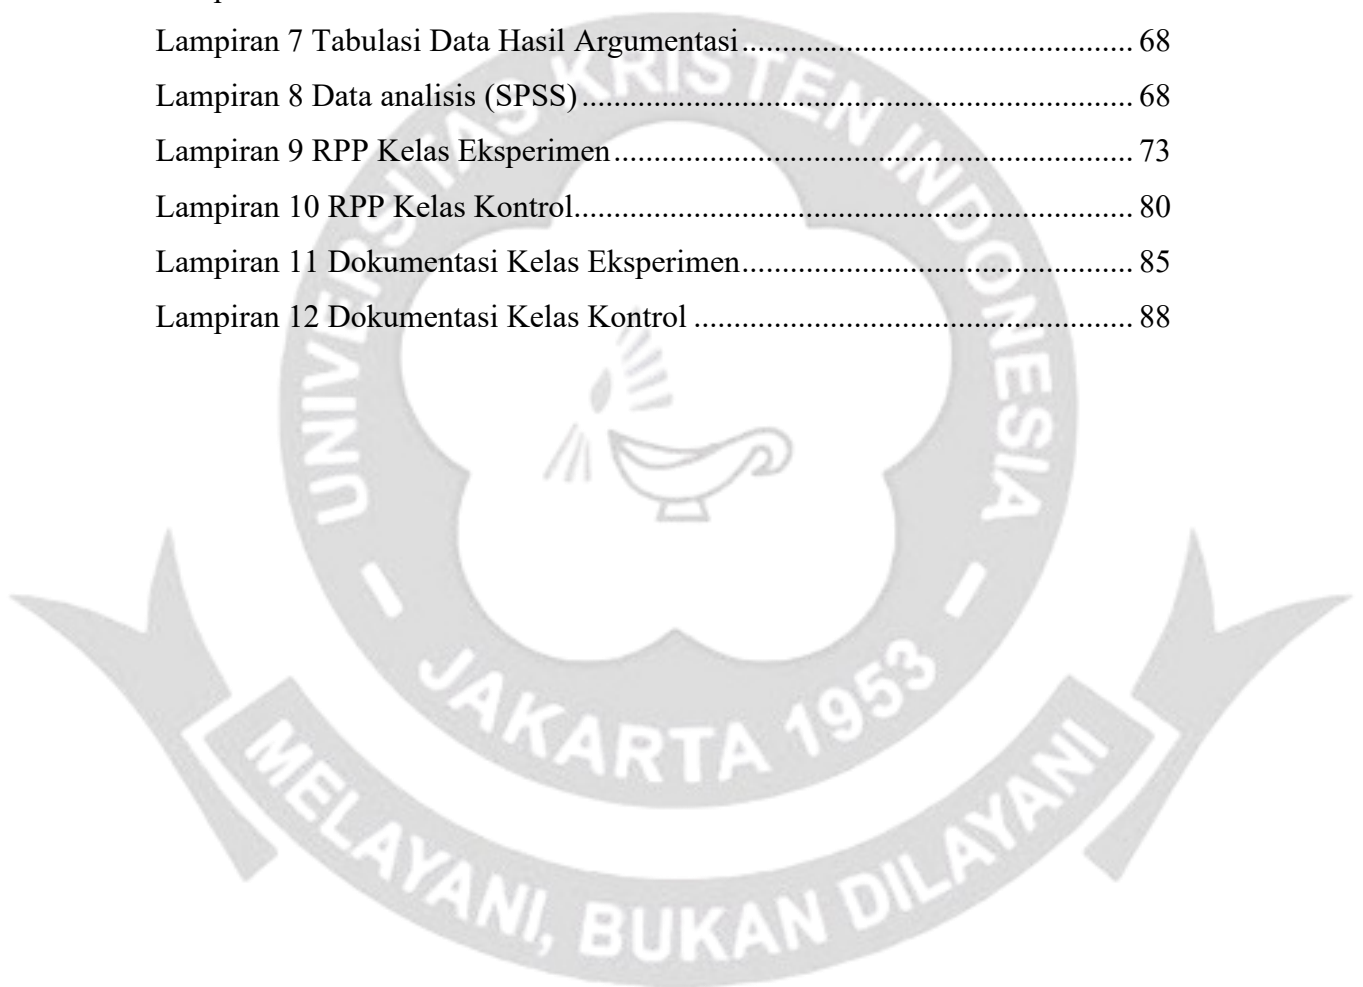 Lampiran 7 Tabulasi Data Hasil Argumentasi................................................. 68
Lampiran 8 Data analisis (SPSS)..................................................................... 68
Lampiran 9 RPP Kelas Eksperimen................................................................. 73
Lampiran 10 RPP Kelas Kontrol...................................................................... 80
Lampiran 11 Dokumentasi Kelas Eksperimen................................................. 85
Lampiran 12 Dokumentasi Kelas Kontrol ....................................................... 88
UNIVERSITAS KRISTEN INDONESIA
JAKARTA 1953
MELAYANI, BUKAN DILAYANI